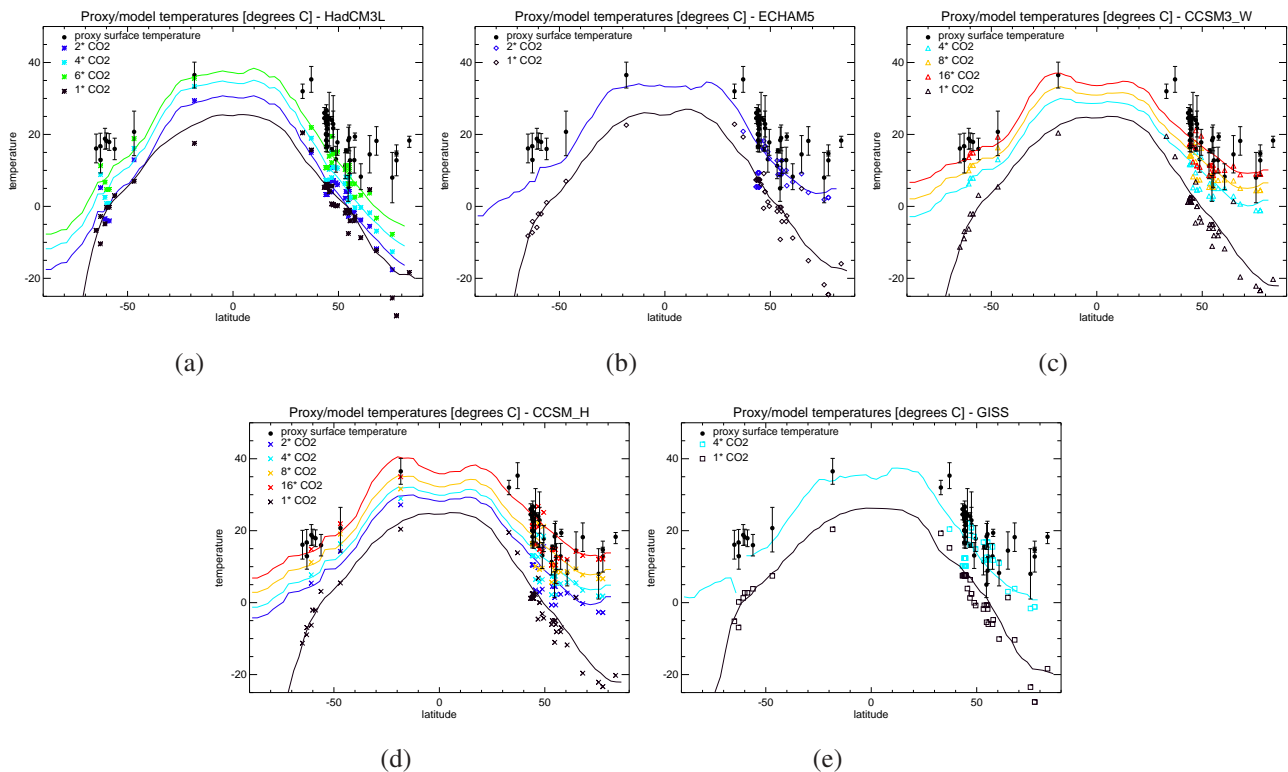 Proxy/model temperatures [degrees C] - HadCM3L
proxy surface temperature
2* CO2
4* CO2
6* CO2
1* CO2
40
20
0
-20
temperature
-50
0
50
latitude
(a)
Proxy/model temperatures [degrees C] - ECHAM5
proxy surface temperature
2* CO2
1* CO2
40
20
0
-20
temperature
-50
0
50
latitude
(b)
Proxy/model temperatures [degrees C] - CCSM3_W
proxy surface temperature
4* CO2
8* CO2
16* CO2
1* CO2
40
20
0
-20
temperature
-50
0
50
latitude
(c)
Proxy/model temperatures [degrees C] - CCSM_H
proxy surface temperature
2* CO2
4* CO2
8* CO2
16* CO2
1* CO2
40
20
0
-20
temperature
-50
0
50
latitude
(d)
Proxy/model temperatures [degrees C] - GISS
proxy surface temperature
4* CO2
1* CO2
40
20
0
-20
temperature
-50
0
50
latitude
(e)